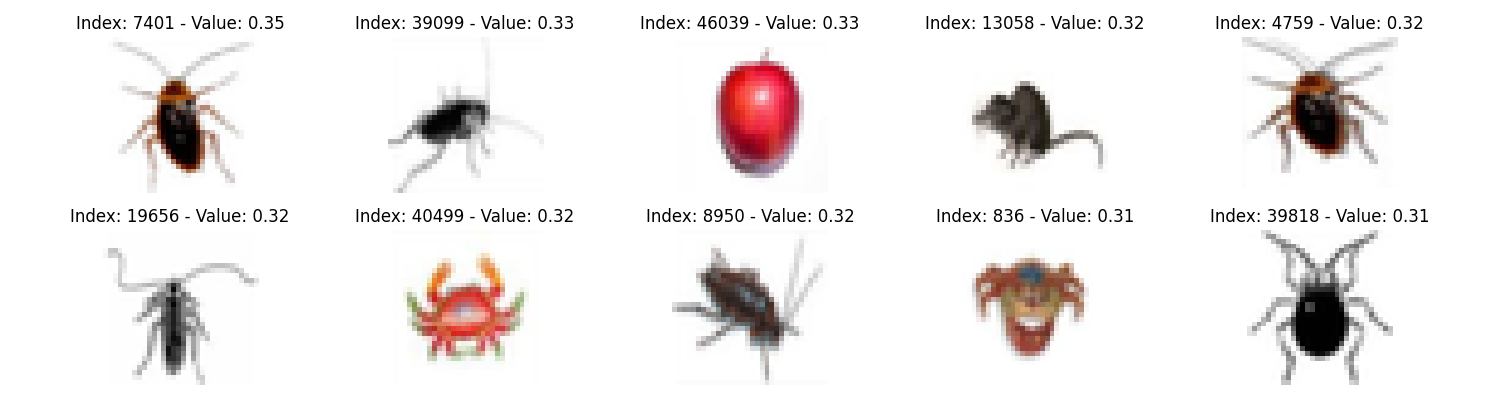 Index: 7401 - Value: 0.35
Index: 39099 - Value: 0.33
Index: 46039 - Value: 0.33
Index: 13058 - Value: 0.32
Index: 4759 - Value: 0.32
Index: 19656 - Value: 0.32
Index: 40499 - Value: 0.32
Index: 8950 - Value: 0.32
Index: 836 - Value: 0.31
Index: 39818 - Value: 0.31